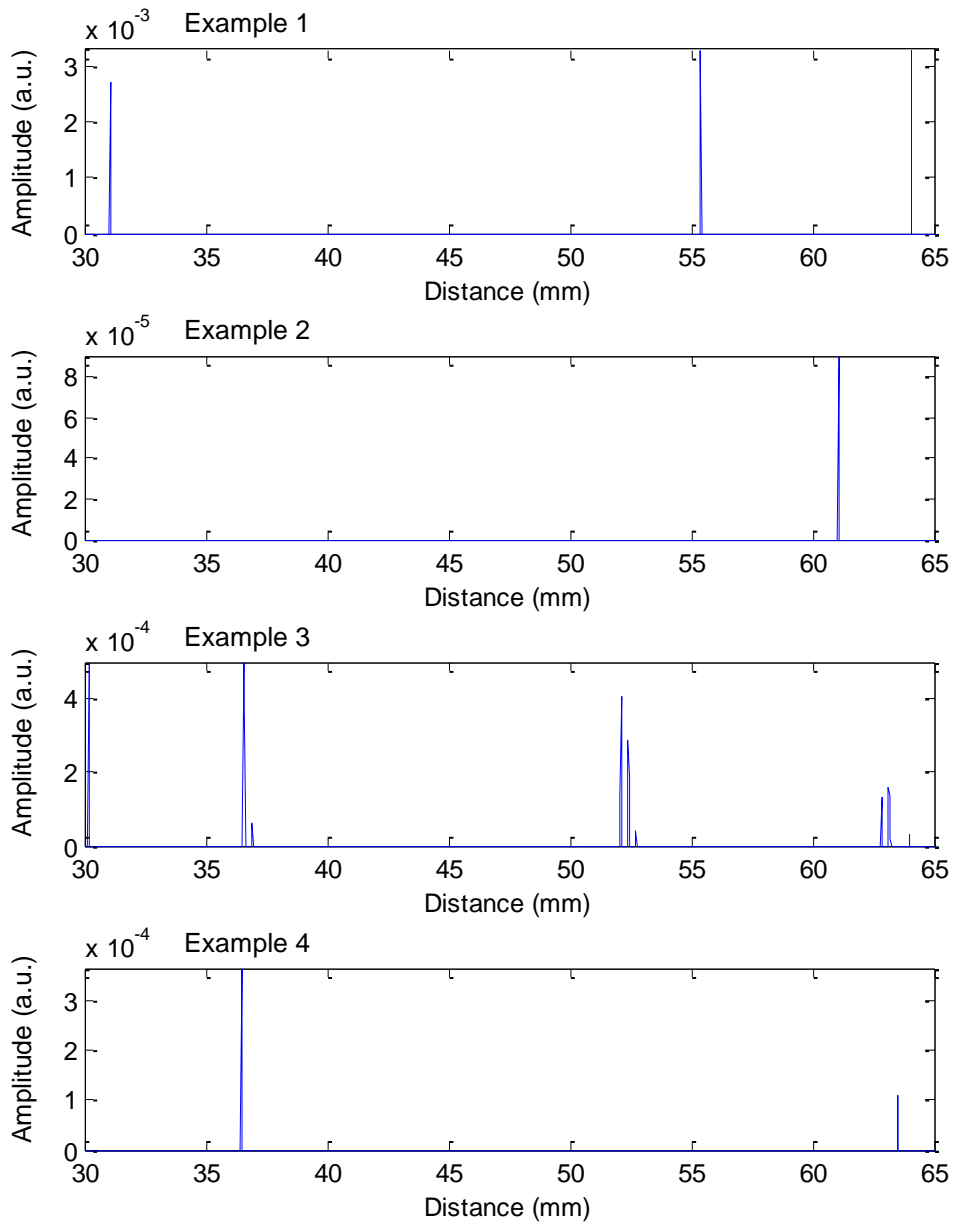 x 10^-3 Example 1
Amplitude (a.u.)
3
2
1
0
30 35 40 45 50 55 60 65
Distance (mm)
x 10^-5 Example 2
Amplitude (a.u.)
8
6
4
2
0
30 35 40 45 50 55 60 65
Distance (mm)
x 10^-4 Example 3
Amplitude (a.u.)
4
2
0
30 35 40 45 50 55 60 65
Distance (mm)
x 10^-4 Example 4
Amplitude (a.u.)
3
2
1
0
30 35 40 45 50 55 60 65
Distance (mm)